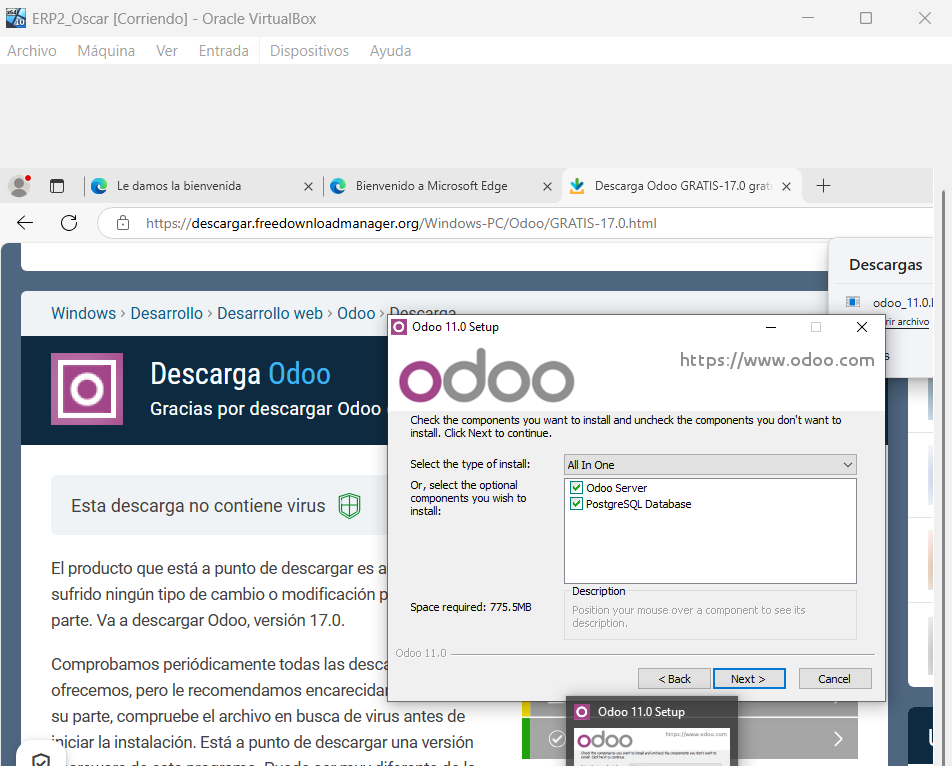 ERP2_Oscar [Corriendo] - Oracle VirtualBox
Archivo Máquina Ver Entrada Dispositivos Ayuda
Le damos la bienvenida
Bienvenido a Microsoft Edge
Descarga Odoo GRATIS-17.0 grati
https://descargar.freedownloadmanager.org/Windows-PC/Odoo/GRATIS-17.0.html
Descargas
odoo_11.0.
rir archivo
s
Windows › Desarrollo › Desarrollo web › Odoo › Descarga
Descarga Odoo
Gracias por descargar Odoo
Esta descarga no contiene virus
El producto que está a punto de descargar es a
sufrido ningún tipo de cambio o modificación p
parte. Va a descargar Odoo, versión 17.0.
Comprobamos periódicamente todas las desca
ofrecemos, pero le recomendamos encarecidar
su parte, compruebe el archivo en busca de virus antes de
iniciar la instalación. Está a punto de descargar una versión
Odoo 11.0 Setup
odoo
https://www.odoo.com
Check the components you want to install and uncheck the components you don't want to
install. Click Next to continue.
Select the type of install:
All In One
Or, select the optional
components you wish to
install:
Odoo Server
PostgreSQL Database
Space required: 775.5MB
Description
Position your mouse over a component to see its
description.
Odoo 11.0
< Back
Next >
Cancel
Odoo 11.0 Setup
odoo
https://www.odoo.com